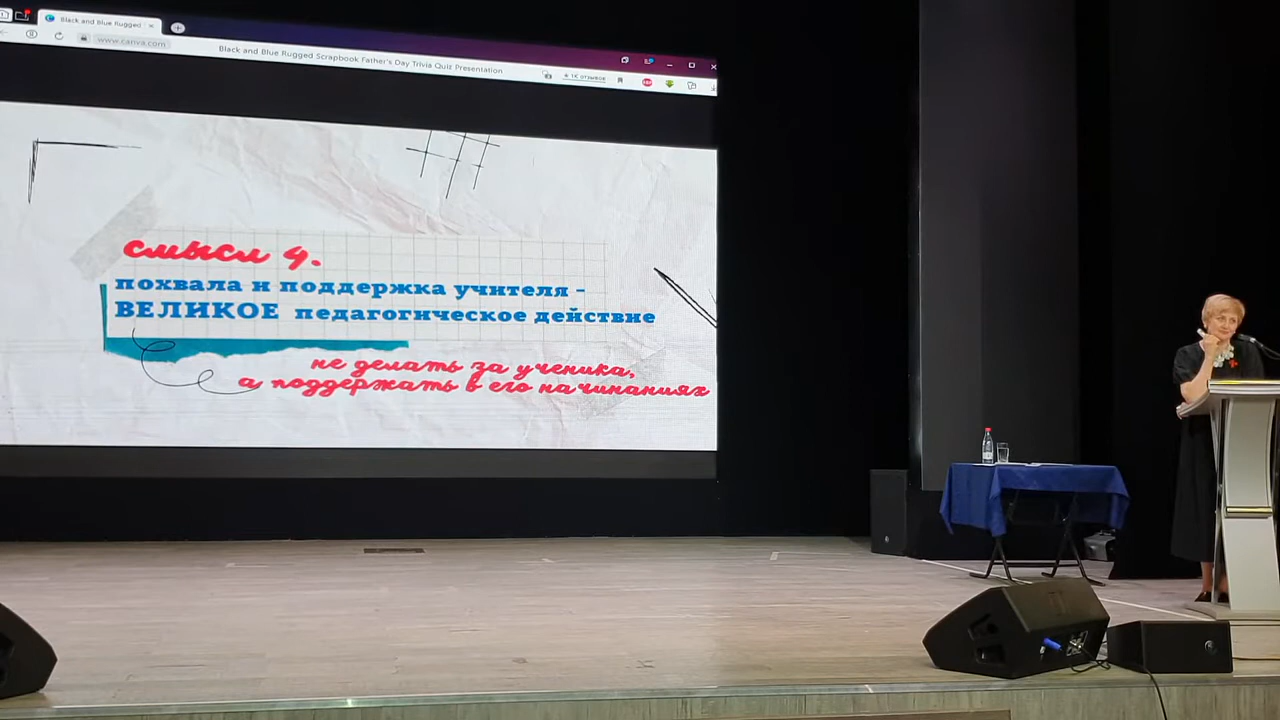 Black and Blue Rugged
www.canva.com
Black and Blue Rugged Scrapbook Father's Day Trivia Quiz Presentation
смысл 4.
похвала и поддержка учителя -
ВЕЛИКОЕ педагогическое действие
не делать за ученика,
а поддержать в его начинаниях